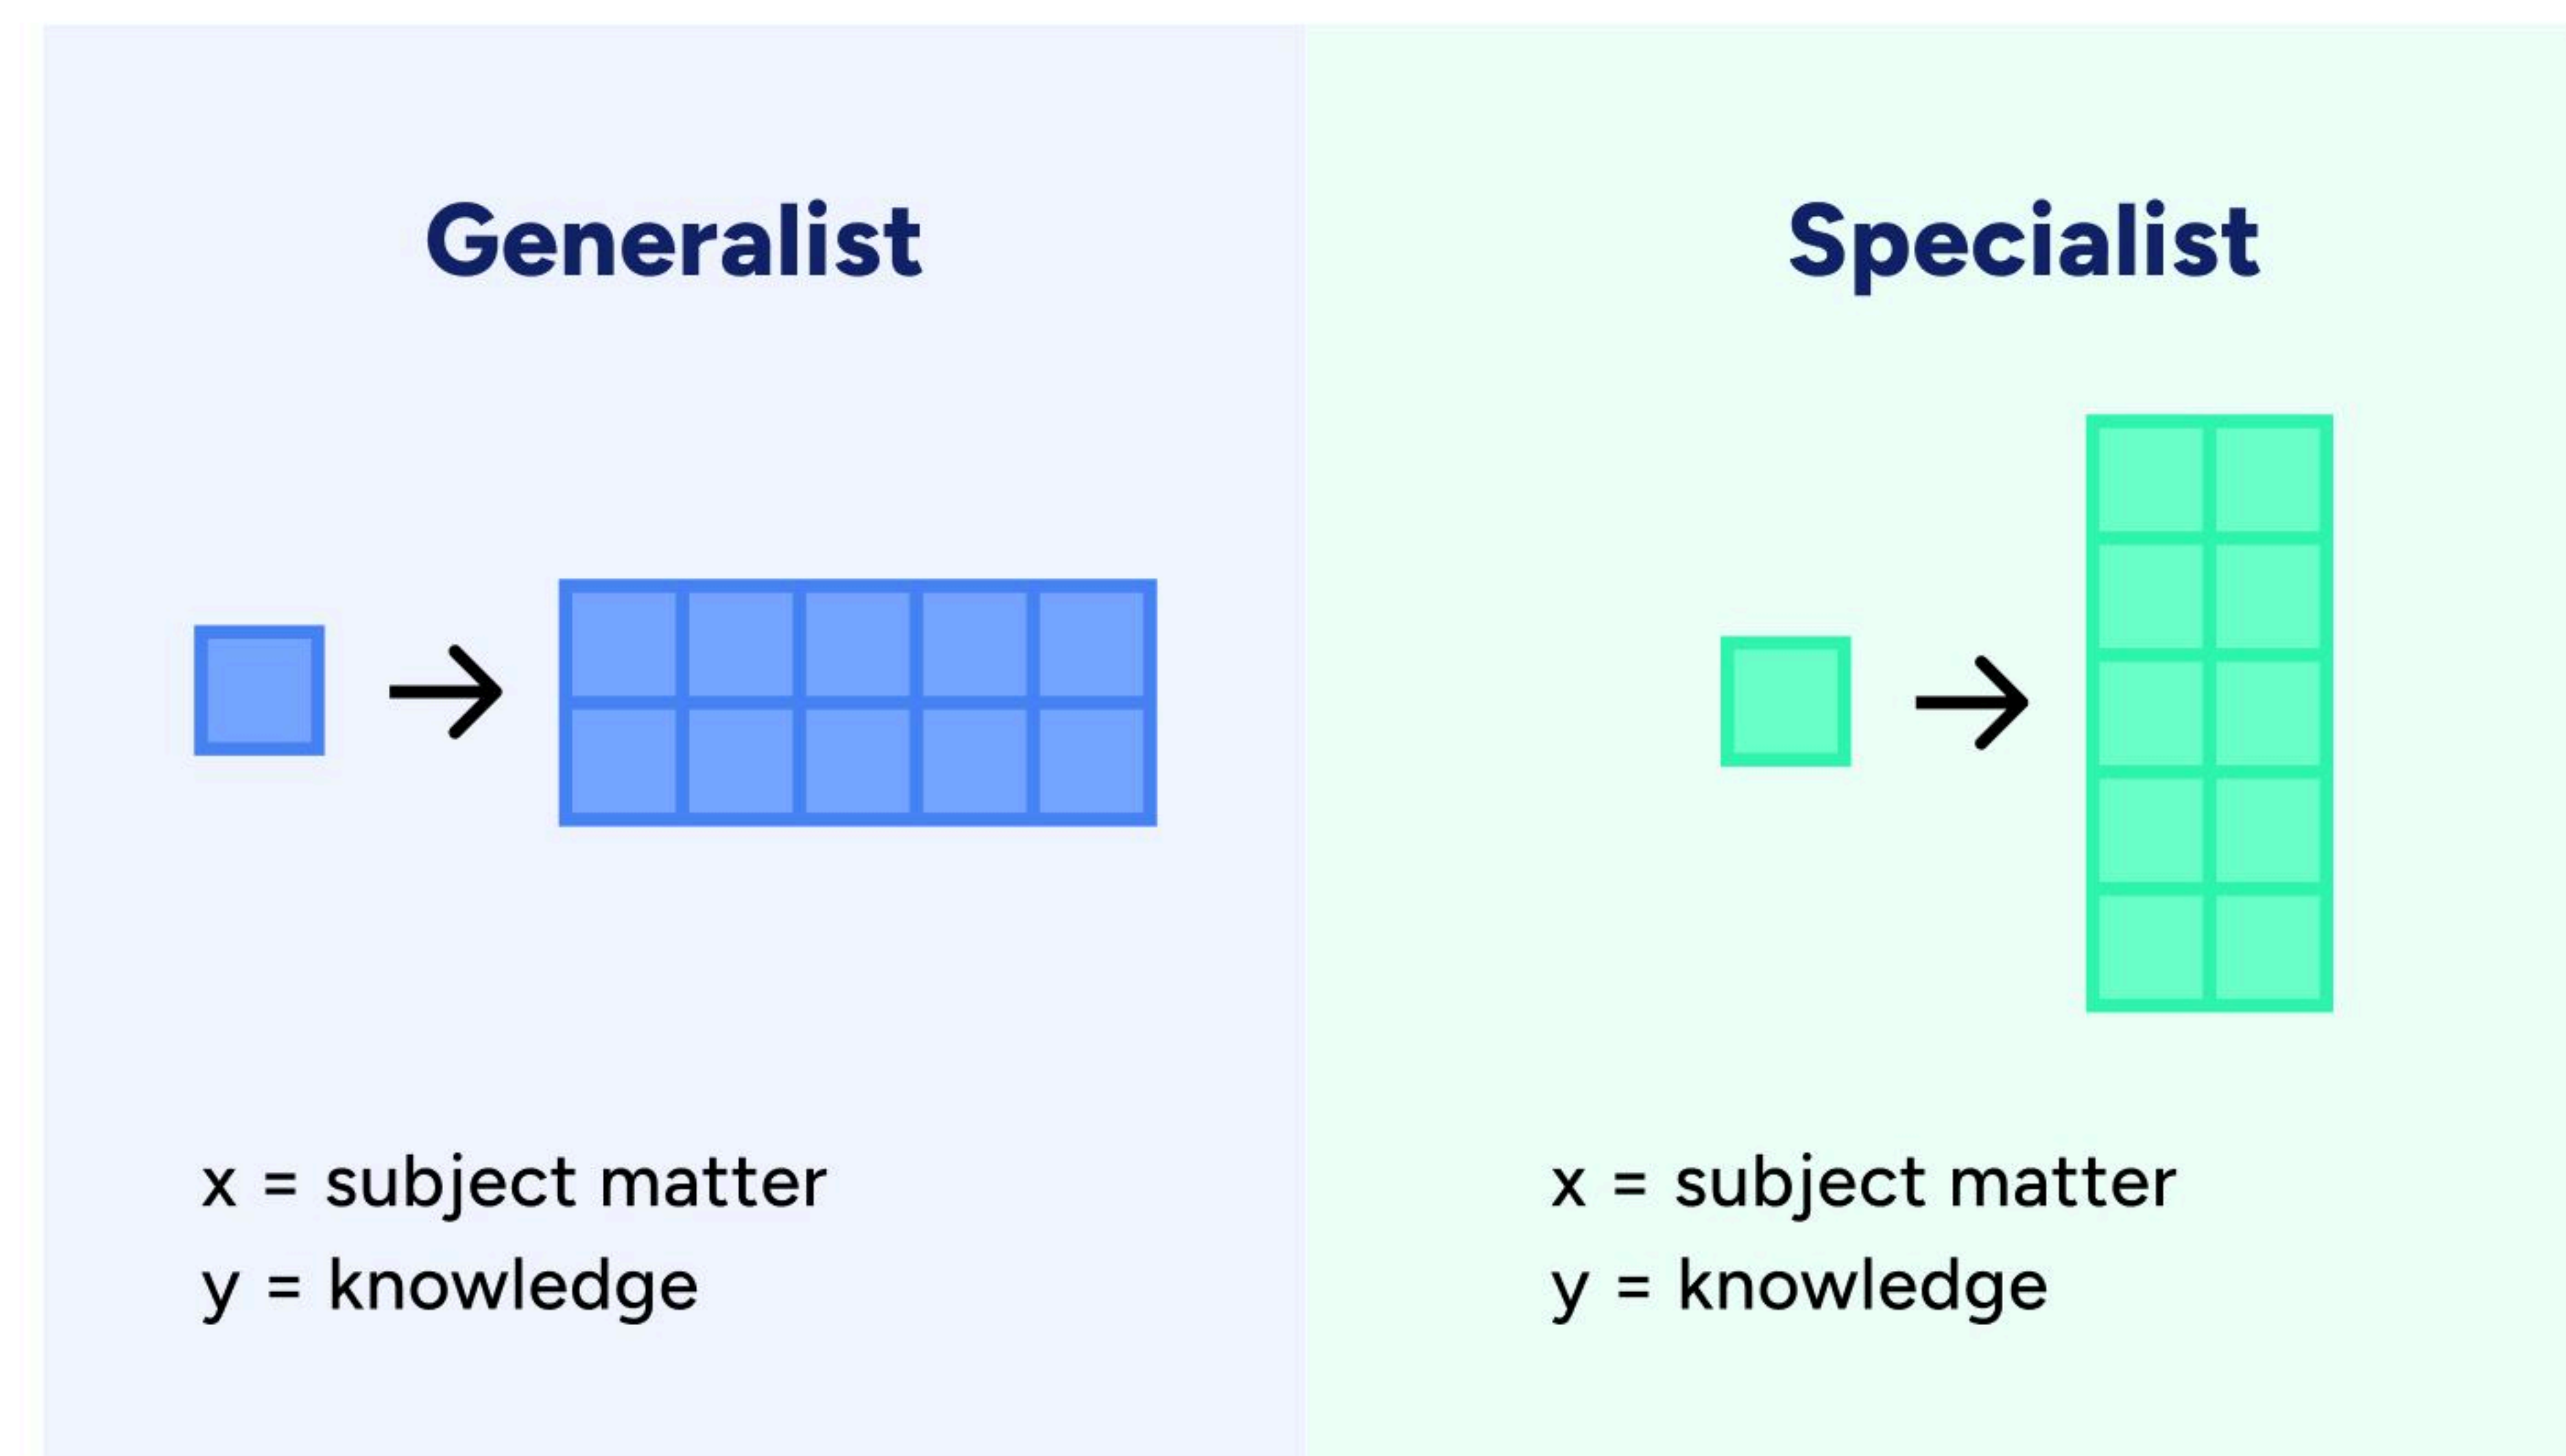 Generalist
x = subject matter
y = knowledge
Specialist
x = subject matter
y = knowledge